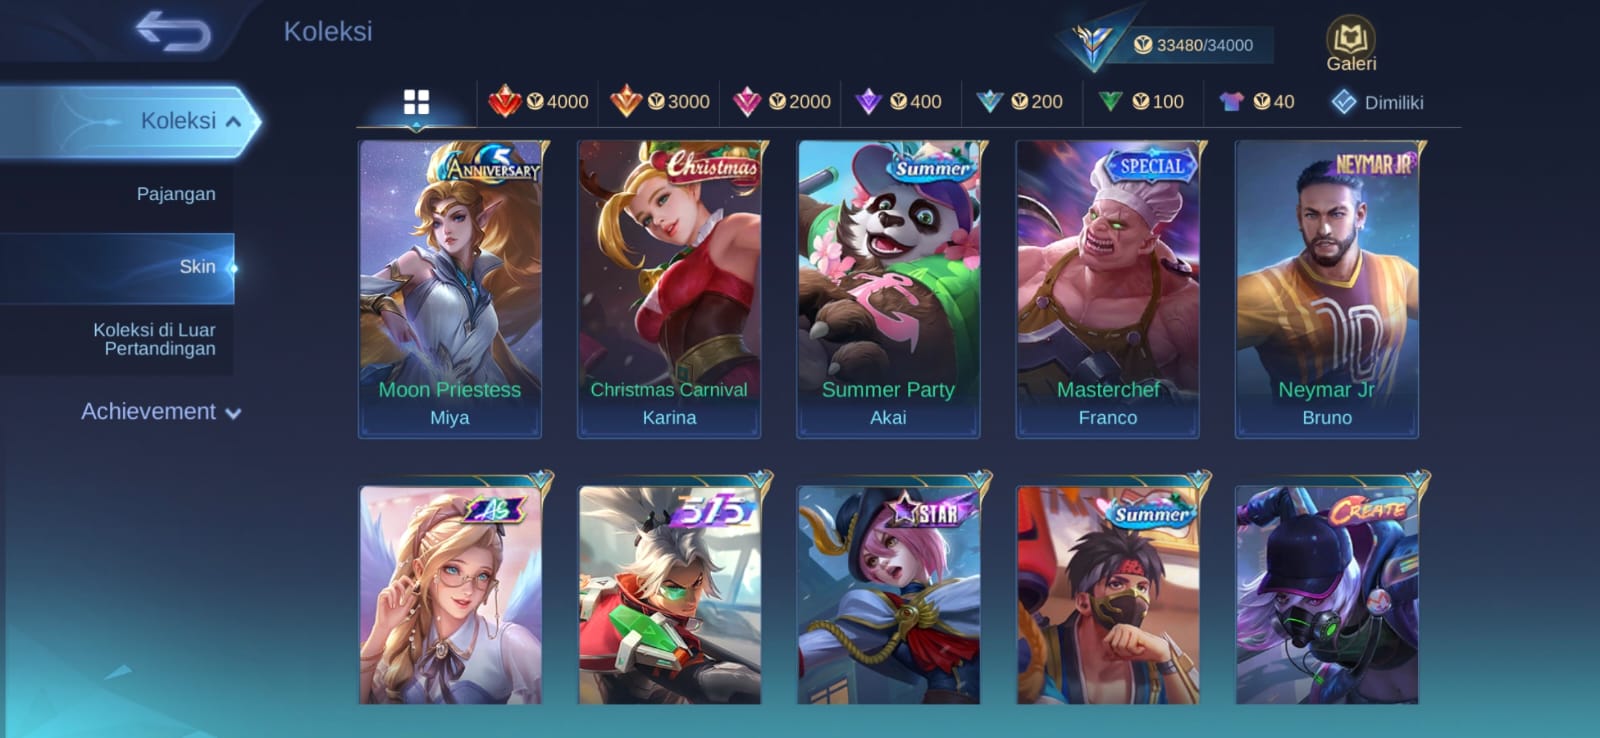 Koleksi
33480/34000
Galeri
4000
3000
2000
400
200
100
40
Dimiliki
Koleksi
Pajangan
Skin
Koleksi di Luar
Pertandingan
Achievement
5 ANNIVERSARY
Moon Priestess
Miya
Christmas
Christmas Carnival
Karina
Summer
Summer Party
Akai
SPECIAL
Masterchef
Franco
NEYMAR JR
10
Neymar Jr
Bruno
AS
515
STAR
Summer
CREATE